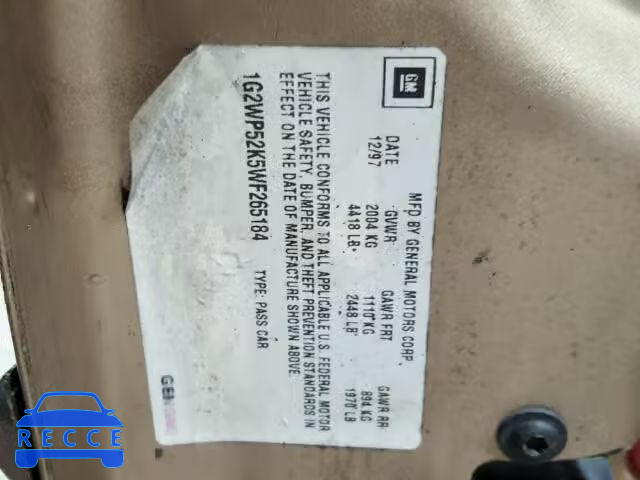 GM
MFD BY GENERAL MOTORS CORP.
DATE GVWR GAWR FRT GAWR RR
12/97 2004 KG 1110 KG 894 KG
4418 LB 2448 LB 1970 LB
THIS VEHICLE CONFORMS TO ALL APPLICABLE U.S. FEDERAL MOTOR
VEHICLE SAFETY, BUMPER, AND THEFT PREVENTION STANDARDS IN
EFFECT ON THE DATE OF MANUFACTURE SHOWN ABOVE.
1G2WP52K5WF265184 TYPE: PASS CAR
RECCE